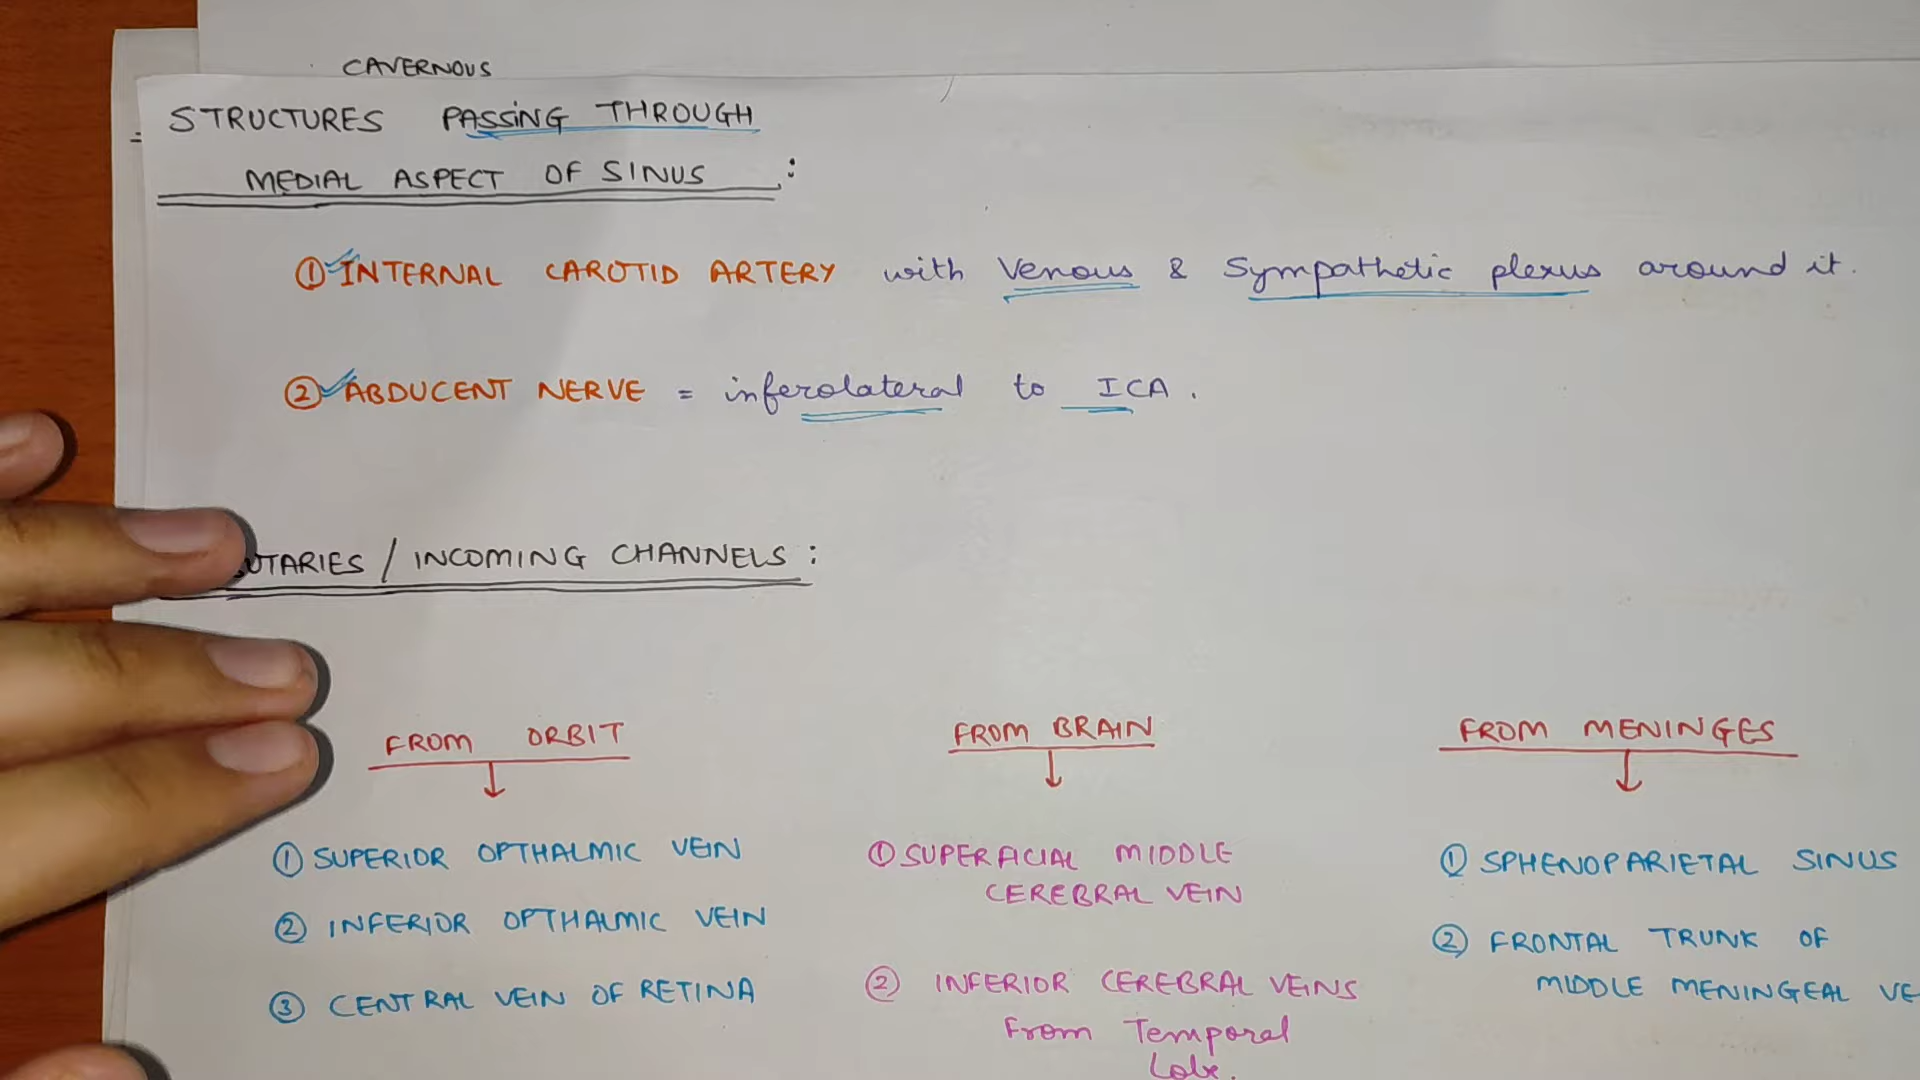 CAVERNOUS
STRUCTURES PASSING THROUGH
MEDIAL ASPECT OF SINUS :
① INTERNAL CAROTID ARTERY with Venous & Sympathetic plexus around it.
② ABDUCENT NERVE = inferolateral to ICA.
UTARIES / INCOMING CHANNELS :
FROM ORBIT
① SUPERIOR OPTHALMIC VEIN
② INFERIOR OPTHALMIC VEIN
③ CENTRAL VEIN OF RETINA
FROM BRAIN
① SUPERFICIAL MIDDLE
CEREBRAL VEIN
② INFERIOR CEREBRAL VEINS
From Temporal
Lobe.
FROM MENINGES
① SPHENOPARIETAL SINUS
② FRONTAL TRUNK OF
MIDDLE MENINGEAL VE